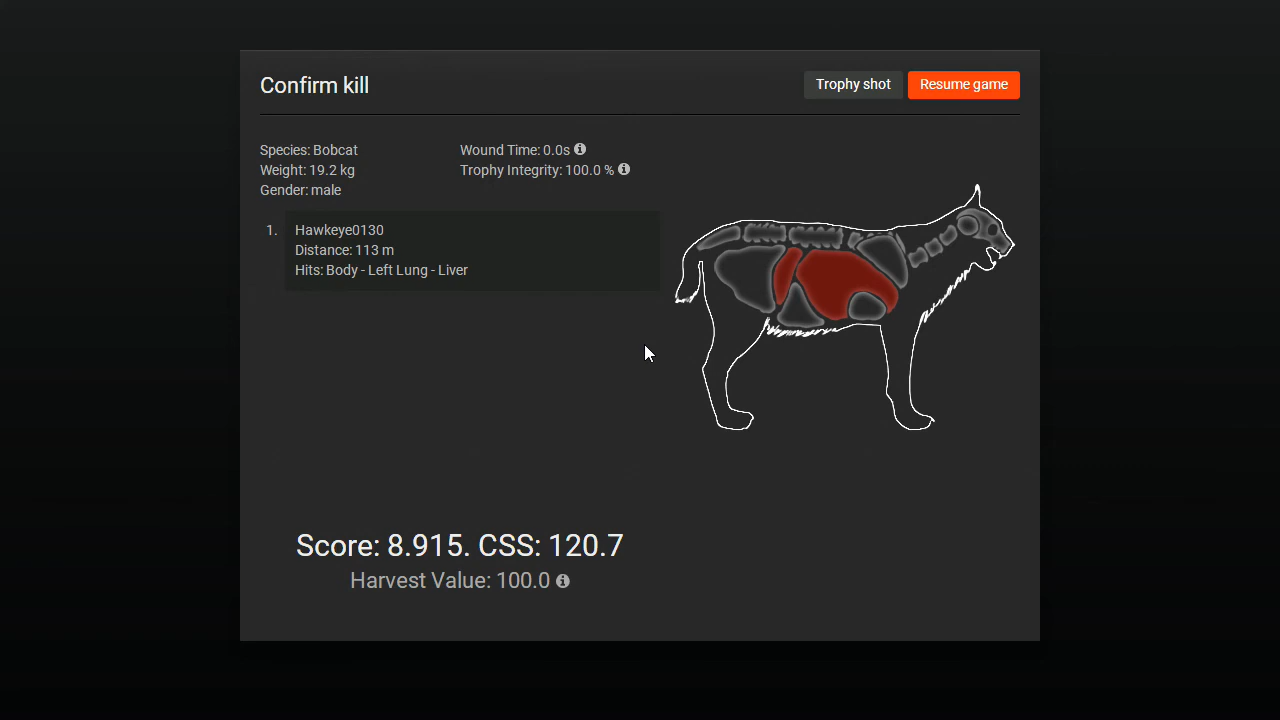 Confirm kill
Trophy shot
Resume game
Species: Bobcat
Weight: 19.2 kg
Gender: male
Wound Time: 0.0s
Trophy Integrity: 100.0 %
1.
Hawkeye0130
Distance: 113 m
Hits: Body - Left Lung - Liver
Score: 8.915. CSS: 120.7
Harvest Value: 100.0